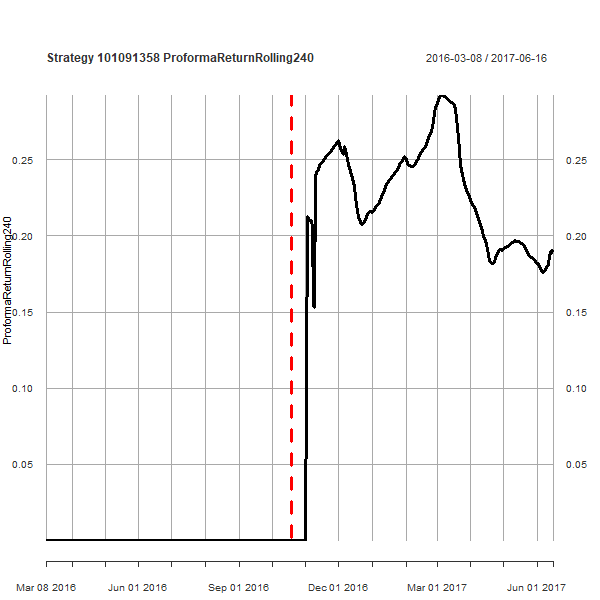 Strategy 101091358 ProformaReturnRolling240 2016-03-08 / 2017-06-16
ProformaReturnRolling240
0.25 0.25
0.20 0.20
0.15 0.15
0.10 0.10
0.05 0.05
Mar 08 2016 Jun 01 2016 Sep 01 2016 Dec 01 2016 Mar 01 2017 Jun 01 2017